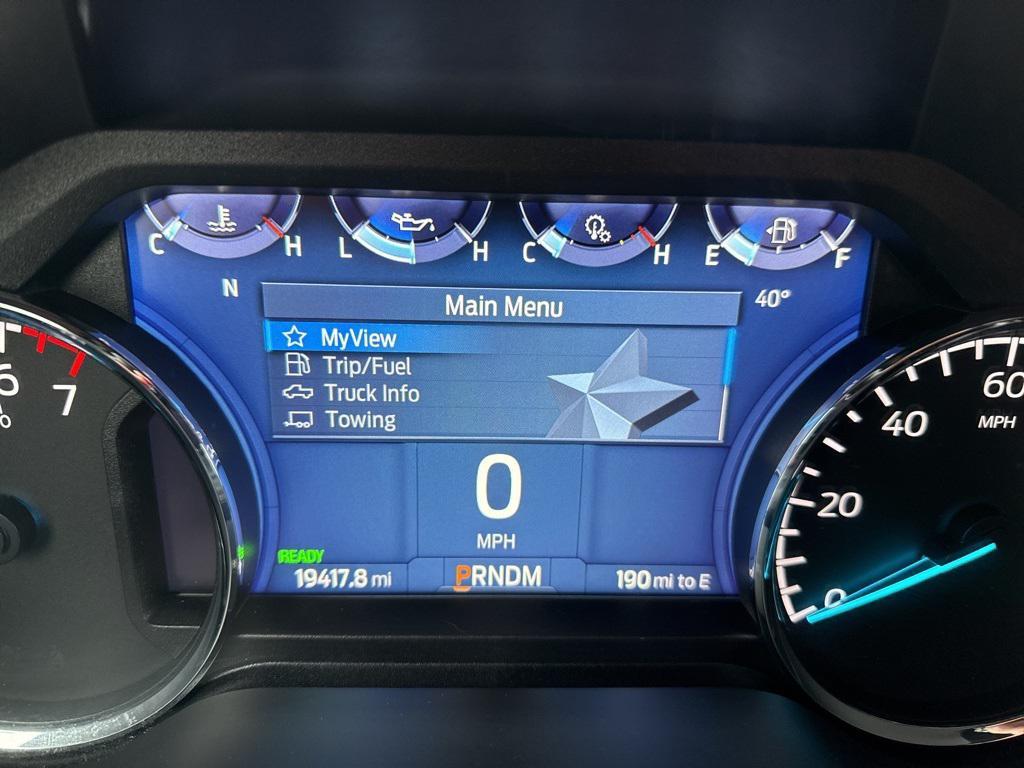 C H L H C H E F
N
40°
Main Menu
MyView
Trip/Fuel
Truck Info
Towing
0
MPH
READY
19417.8 mi
PRNDM
190 mi to E
6
7
0
20
40
60
MPH